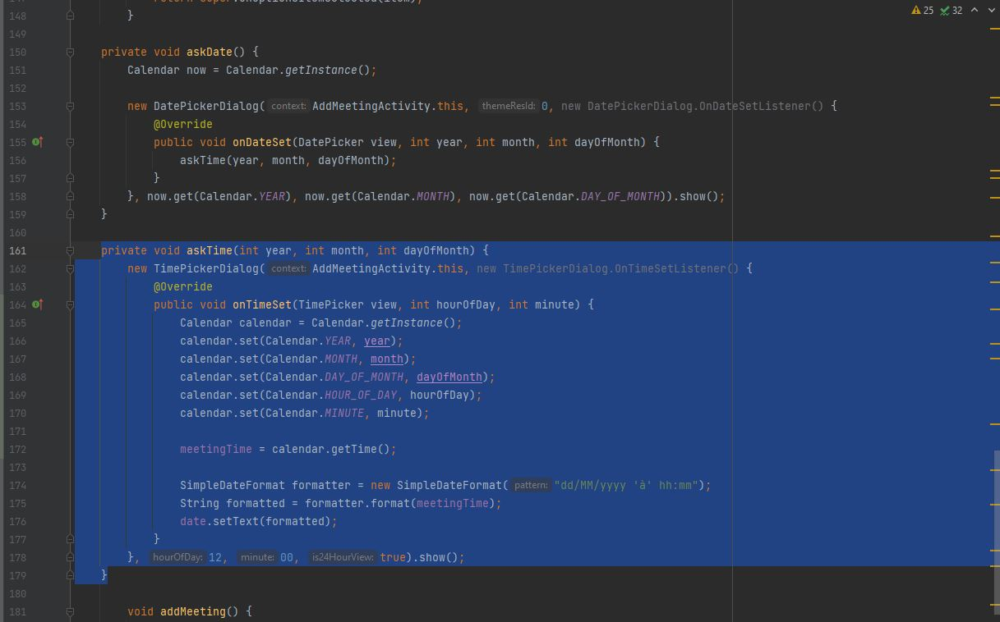 148 }
25 32
149
150 private void askDate() {
151 Calendar now = Calendar.getInstance();
152
153 new DatePickerDialog( context: AddMeetingActivity.this, themeResId: 0, new DatePickerDialog.OnDateSetListener() {
154 @Override
155 public void onDateSet(DatePicker view, int year, int month, int dayOfMonth) {
156 askTime(year, month, dayOfMonth);
157 }
158 }, now.get(Calendar.YEAR), now.get(Calendar.MONTH), now.get(Calendar.DAY_OF_MONTH)).show();
159 }
160
161 private void askTime(int year, int month, int dayOfMonth) {
162 new TimePickerDialog( context: AddMeetingActivity.this, new TimePickerDialog.OnTimeSetListener() {
163 @Override
164 public void onTimeSet(TimePicker view, int hourOfDay, int minute) {
165 Calendar calendar = Calendar.getInstance();
166 calendar.set(Calendar.YEAR, year);
167 calendar.set(Calendar.MONTH, month);
168 calendar.set(Calendar.DAY_OF_MONTH, dayOfMonth);
169 calendar.set(Calendar.HOUR_OF_DAY, hourOfDay);
170 calendar.set(Calendar.MINUTE, minute);
171
172 meetingTime = calendar.getTime();
173
174 SimpleDateFormat formatter = new SimpleDateFormat( pattern: "dd/MM/yyyy 'à' hh:mm");
175 String formatted = formatter.format(meetingTime);
176 date.setText(formatted);
177 }
178 }, hourOfDay: 12, minute: 00, is24HourView: true).show();
179 }
180
181 void addMeeting() {